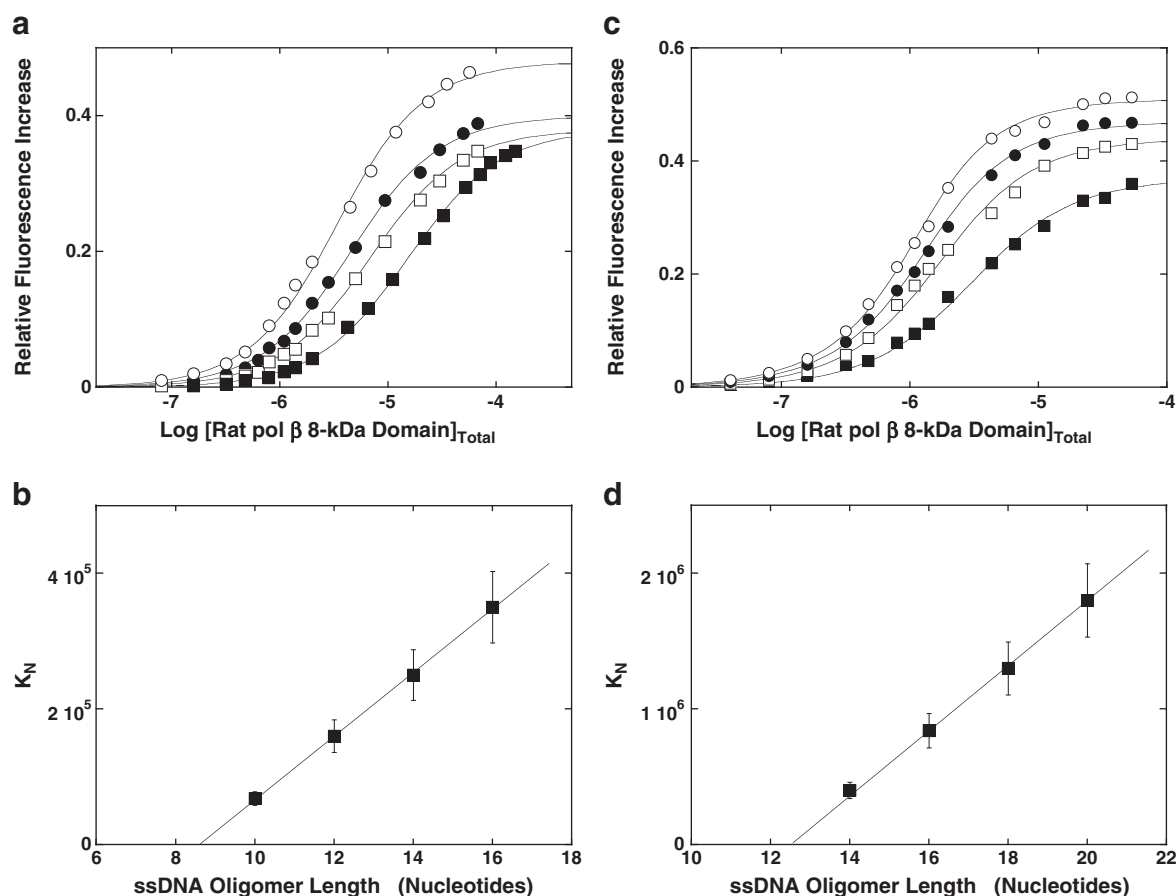 a
Relative Fluorescence Increase
0.4
0.2
0
-7 -6 -5 -4
Log [Rat pol β 8-kDa Domain]Total
c
Relative Fluorescence Increase
0.6
0.4
0.2
0
-7 -6 -5 -4
Log [Rat pol β 8-kDa Domain]Total
b
KN
4 10^5
2 10^5
0
6 8 10 12 14 16 18
ssDNA Oligomer Length (Nucleotides)
d
KN
2 10^6
1 10^6
0
10 12 14 16 18 20 22
ssDNA Oligomer Length (Nucleotides)